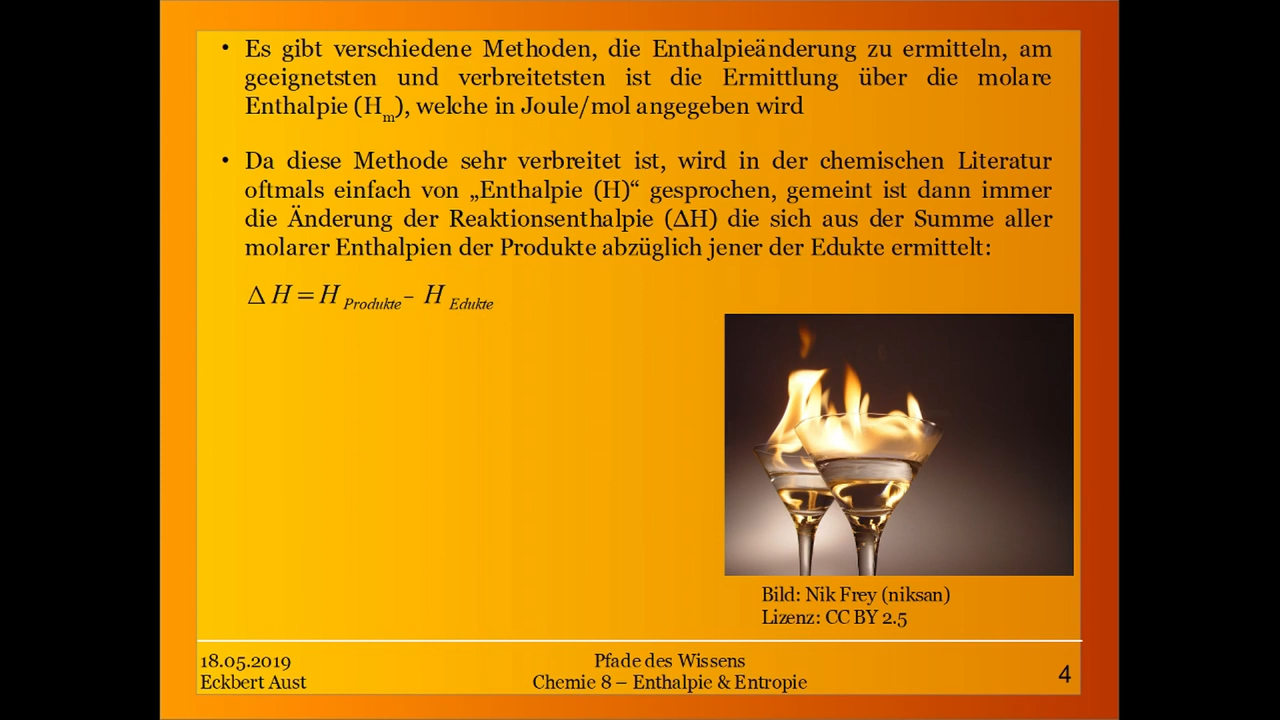 • Es gibt verschiedene Methoden, die Enthalpieänderung zu ermitteln, am
geeignetsten und verbreitetsten ist die Ermittlung über die molare
Enthalpie (Hm), welche in Joule/mol angegeben wird
• Da diese Methode sehr verbreitet ist, wird in der chemischen Literatur
oftmals einfach von „Enthalpie (H)“ gesprochen, gemeint ist dann immer
die Änderung der Reaktionsenthalpie (ΔH) die sich aus der Summe aller
molarer Enthalpien der Produkte abzüglich jener der Edukte ermittelt:
Δ H = H Produkte − H Edukte
Bild: Nik Frey (niksan)
Lizenz: CC BY 2.5
18.05.2019
Eckbert Aust
Pfade des Wissens
Chemie 8 – Enthalpie & Entropie
4